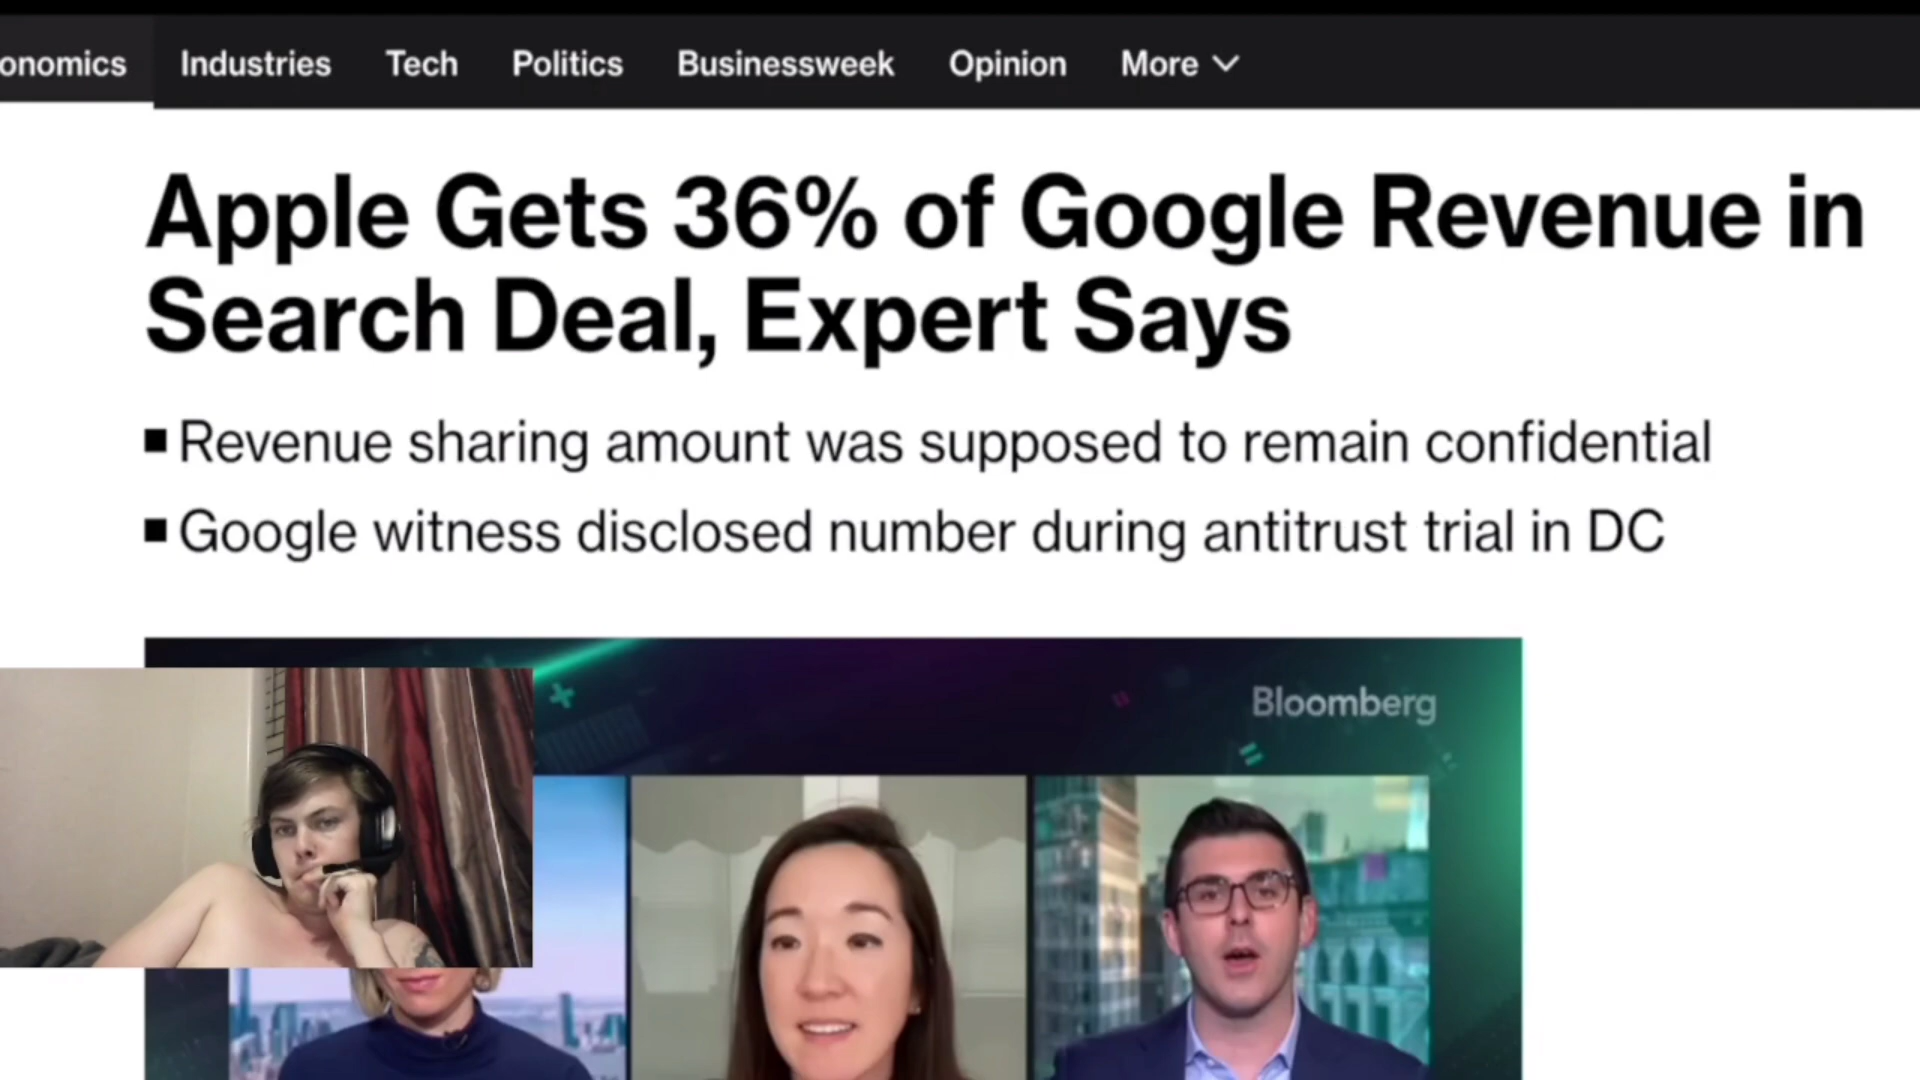 onomics Industries Tech Politics Businessweek Opinion More
Apple Gets 36% of Google Revenue in
Search Deal, Expert Says
Revenue sharing amount was supposed to remain confidential
Google witness disclosed number during antitrust trial in DC
Bloomberg